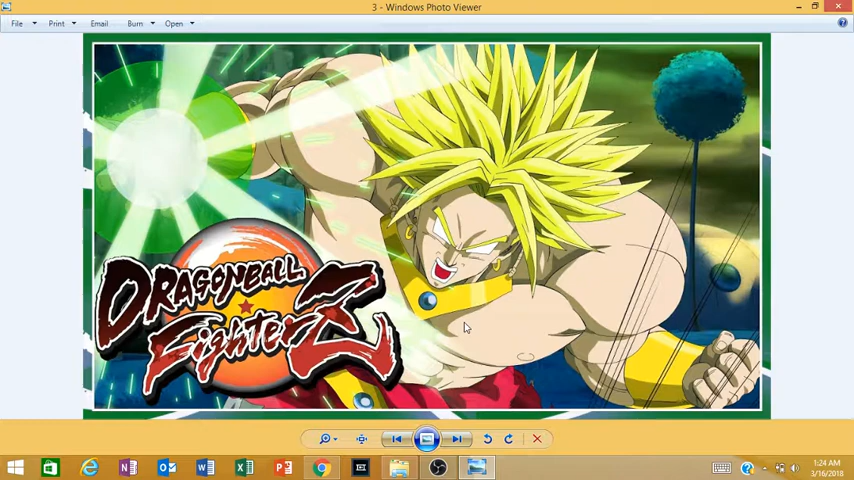 3 - Windows Photo Viewer
File Print Email Burn Open
DRAGONBALL
FighterZ
1:24 AM
3/16/2018